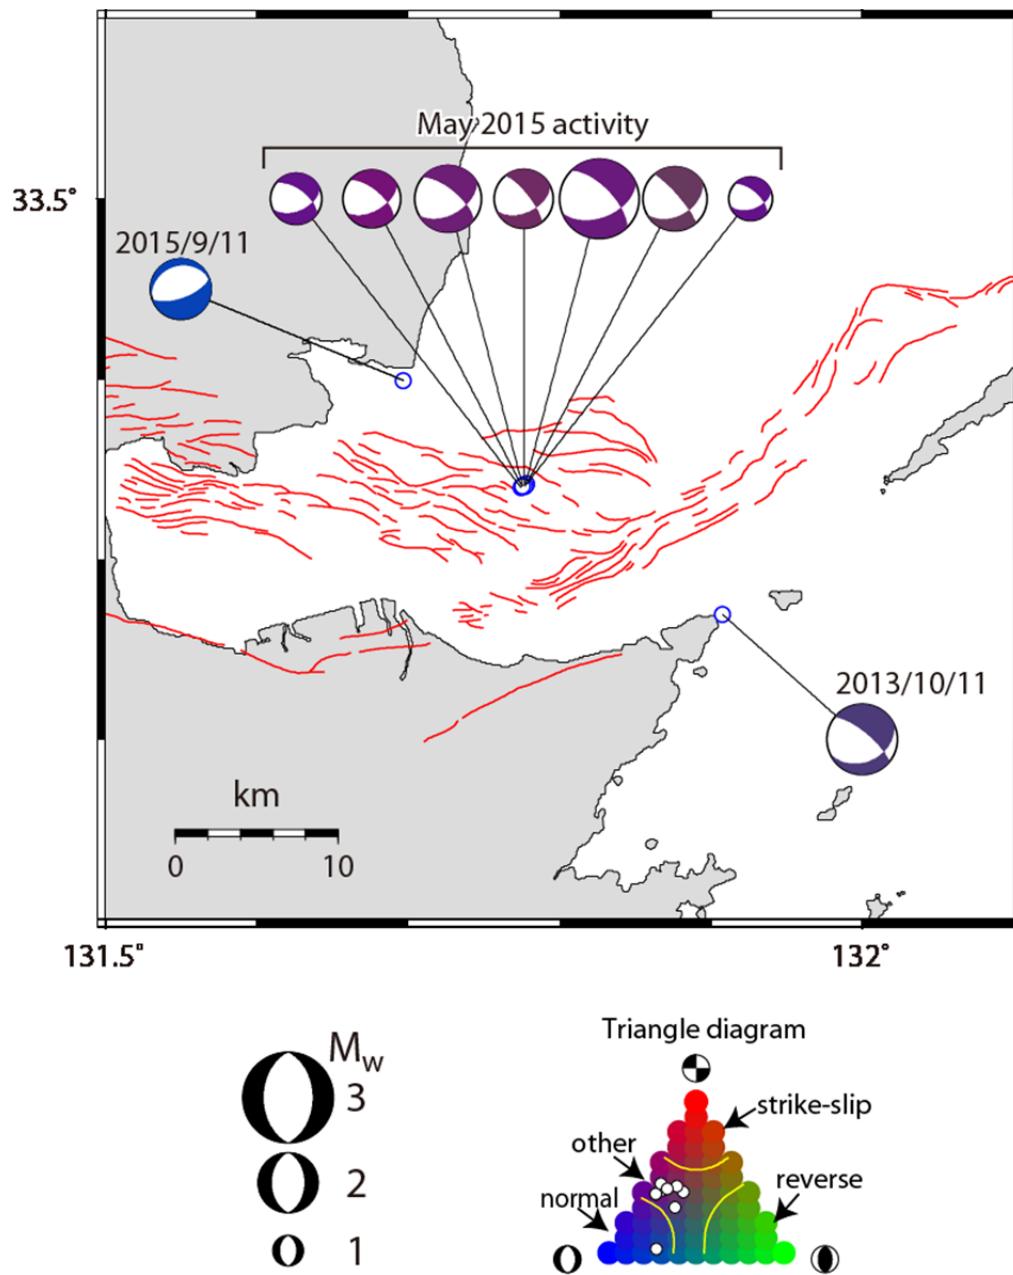 May 2015 activity
33.5°
2015/9/11
2013/10/11
km
0 10
131.5° 132°
Mw
3
2
1
Triangle diagram
strike-slip
other
reverse
normal